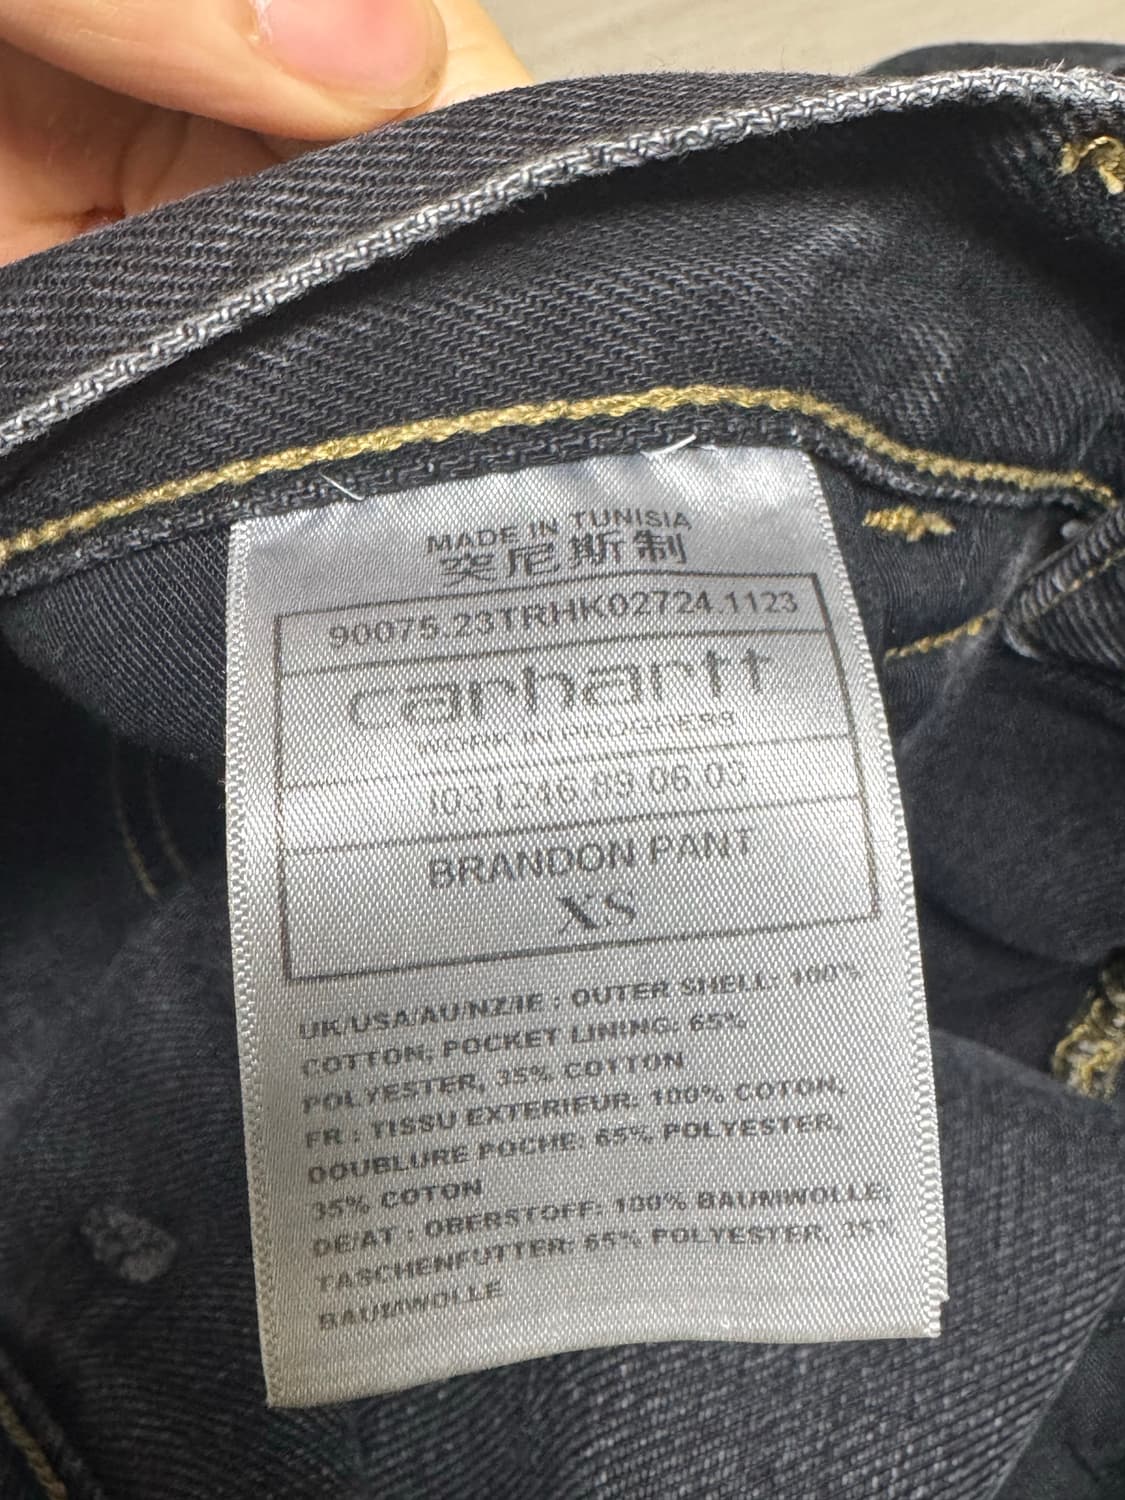 MADE IN TUNISIA
突尼斯制
90075.23TRHK02724.1123
carhartt
WORK IN PROGRESS
I031246.89.06.03
BRANDON PANT
XS
UK/USA/AU/NZ/IE : OUTER SHELL: 100%
COTTON, POCKET LINING: 65%
POLYESTER, 35% COTTON
FR : TISSU EXTERIEUR: 100% COTON,
DOUBLURE POCHE: 65% POLYESTER,
35% COTON
DE/AT : OBERSTOFF: 100% BAUMWOLLE,
TASCHENFUTTER: 65% POLYESTER, 35%
BAUMWOLLE